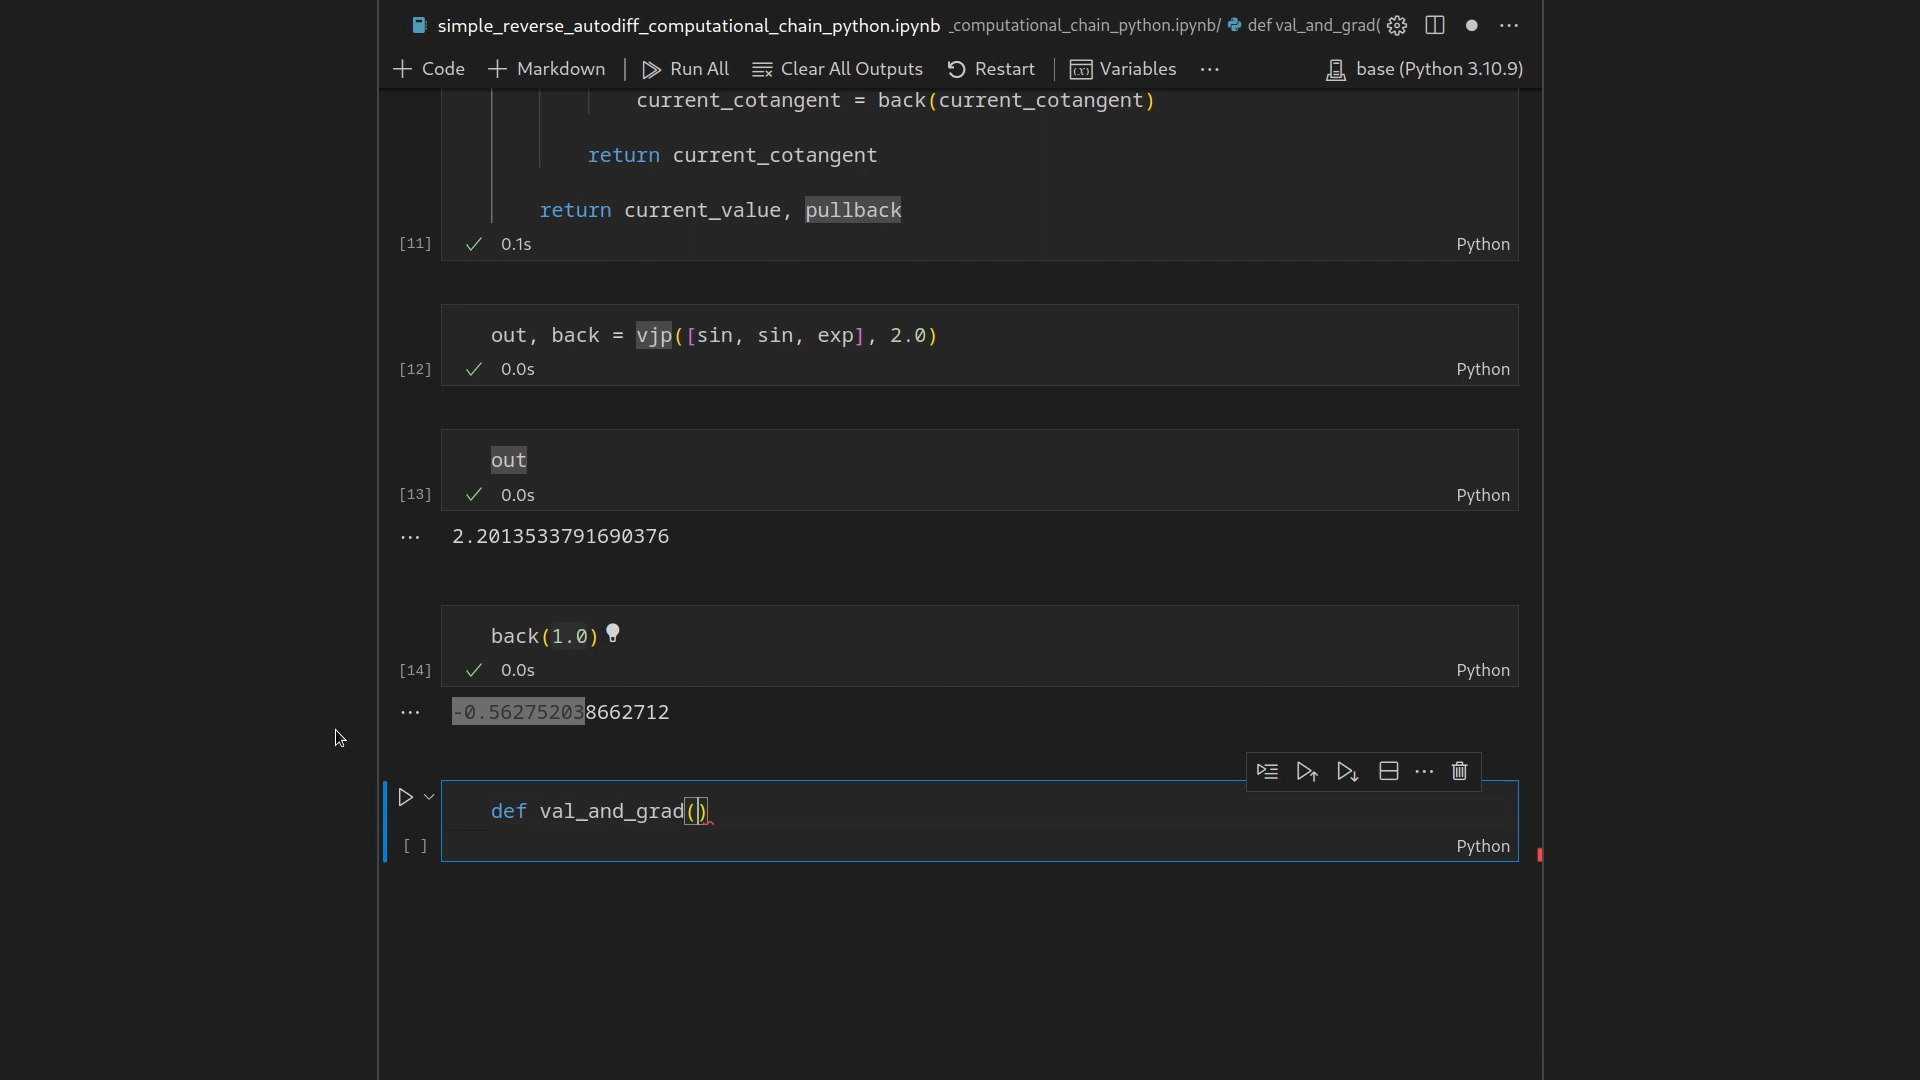 simple_reverse_autodiff_computational_chain_python.ipynb _computational_chain_python.ipynb/ def val_and_grad( ...
Code Markdown Run All Clear All Outputs Restart Variables ... base (Python 3.10.9)
current_cotangent = back(current_cotangent)
return current_cotangent
return current_value, pullback
[11] 0.1s Python
out, back = vjp([sin, sin, exp], 2.0)
[12] 0.0s Python
out
[13] 0.0s Python
... 2.2013533791690376
back(1.0)
[14] 0.0s Python
... -0.562752038662712
def val_and_grad()
[ ] Python